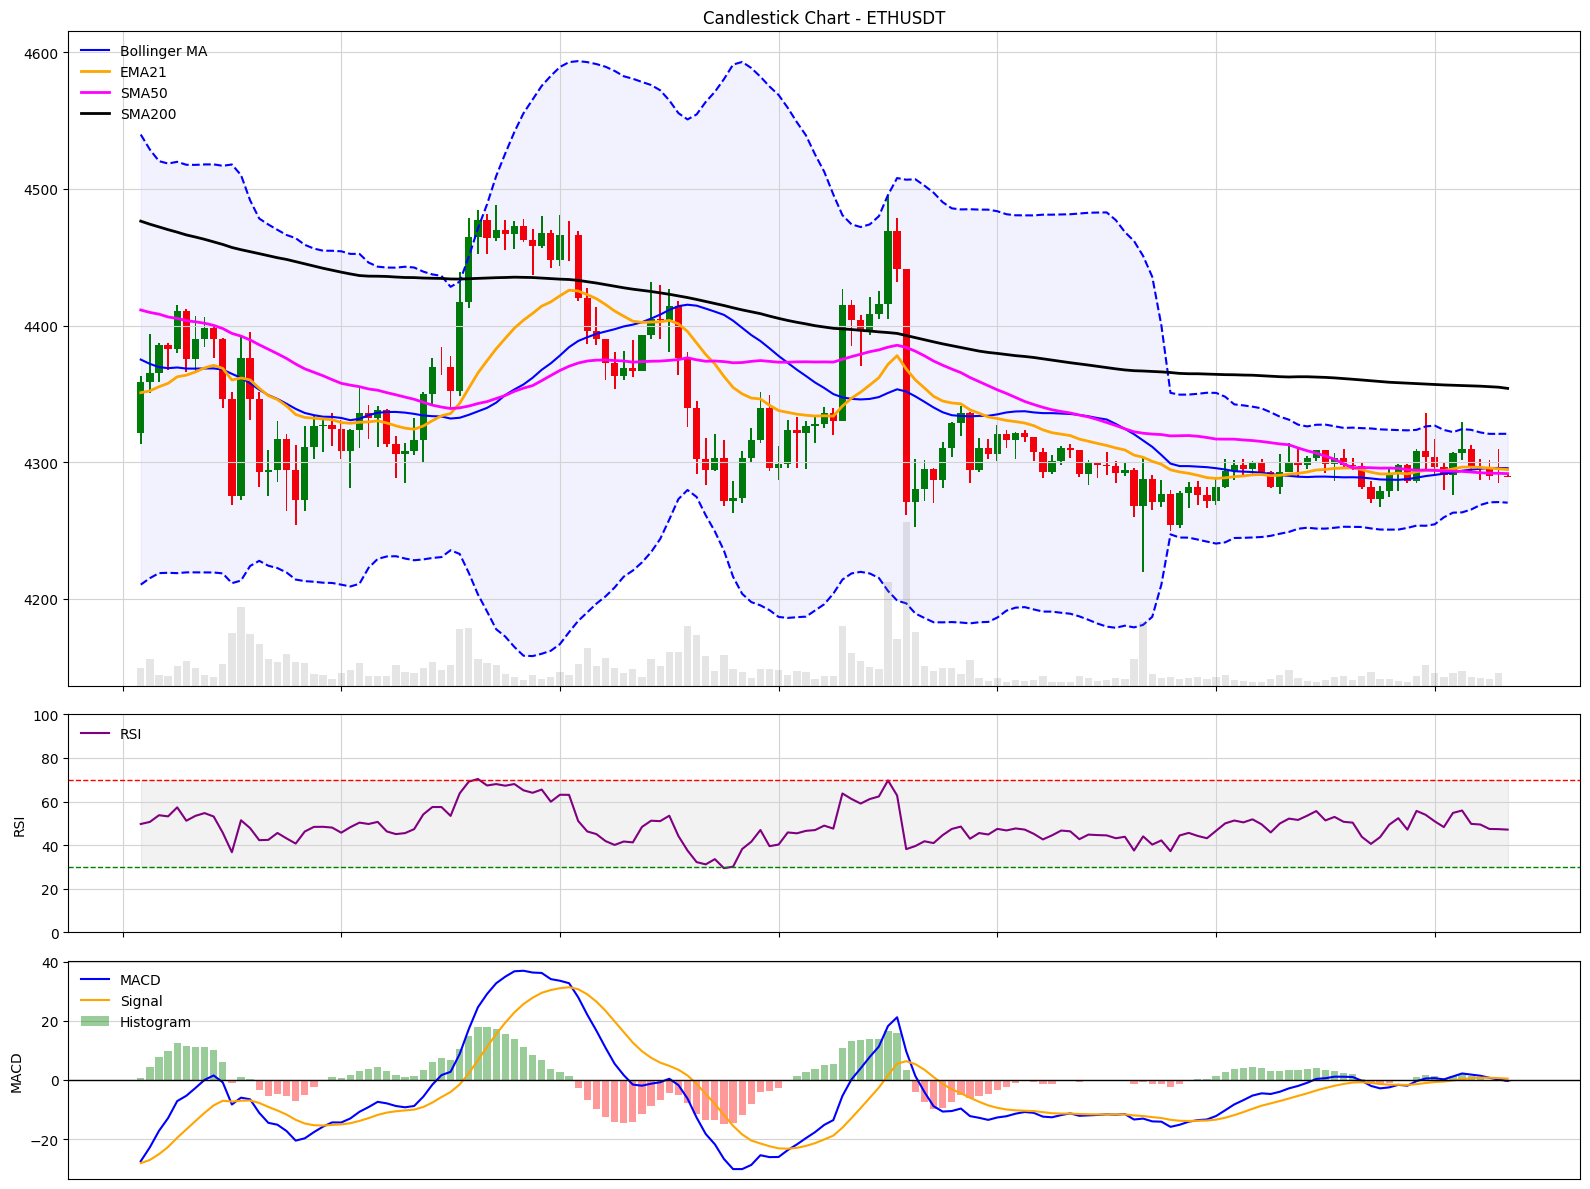 Candlestick Chart - ETHUSDT
Bollinger MA
EMA21
SMA50
SMA200
4600
4500
4400
4300
4200
RSI
100
80
60
40
20
0
RSI
MACD
Signal
Histogram
40
20
0
−20
MACD